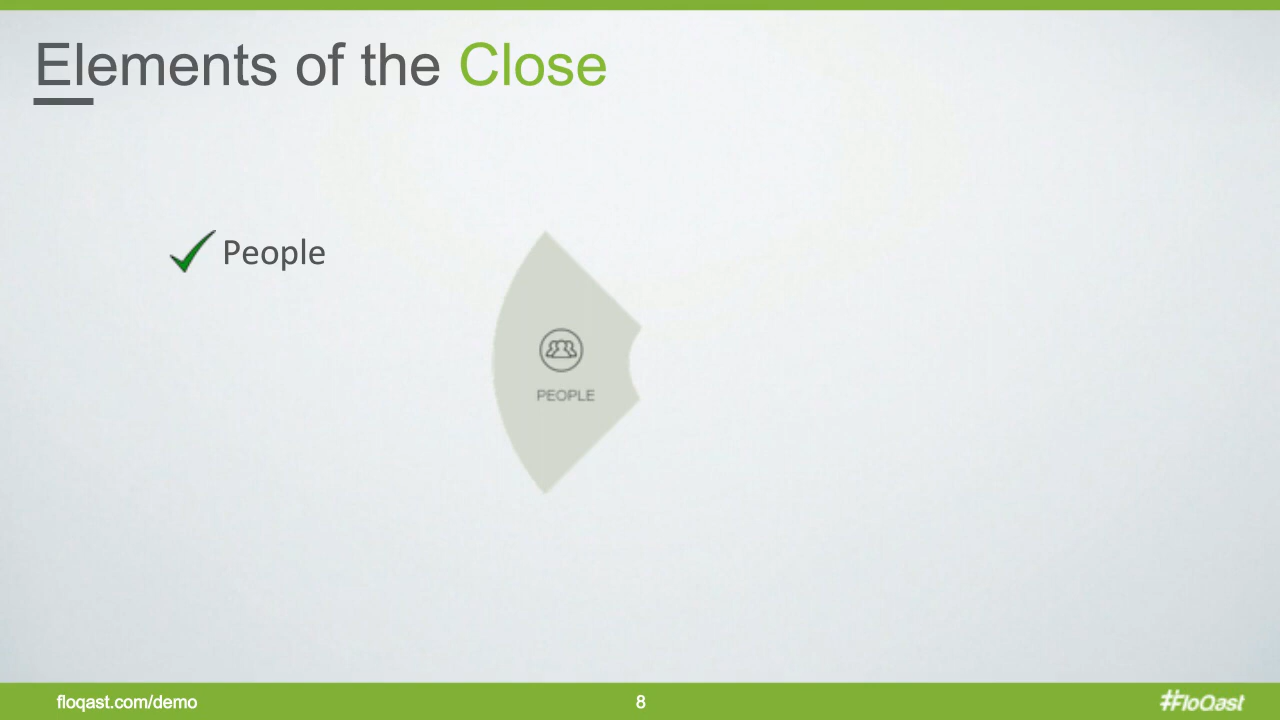 Elements of the Close
People
PEOPLE
floqast.com/demo
8
#FloQast